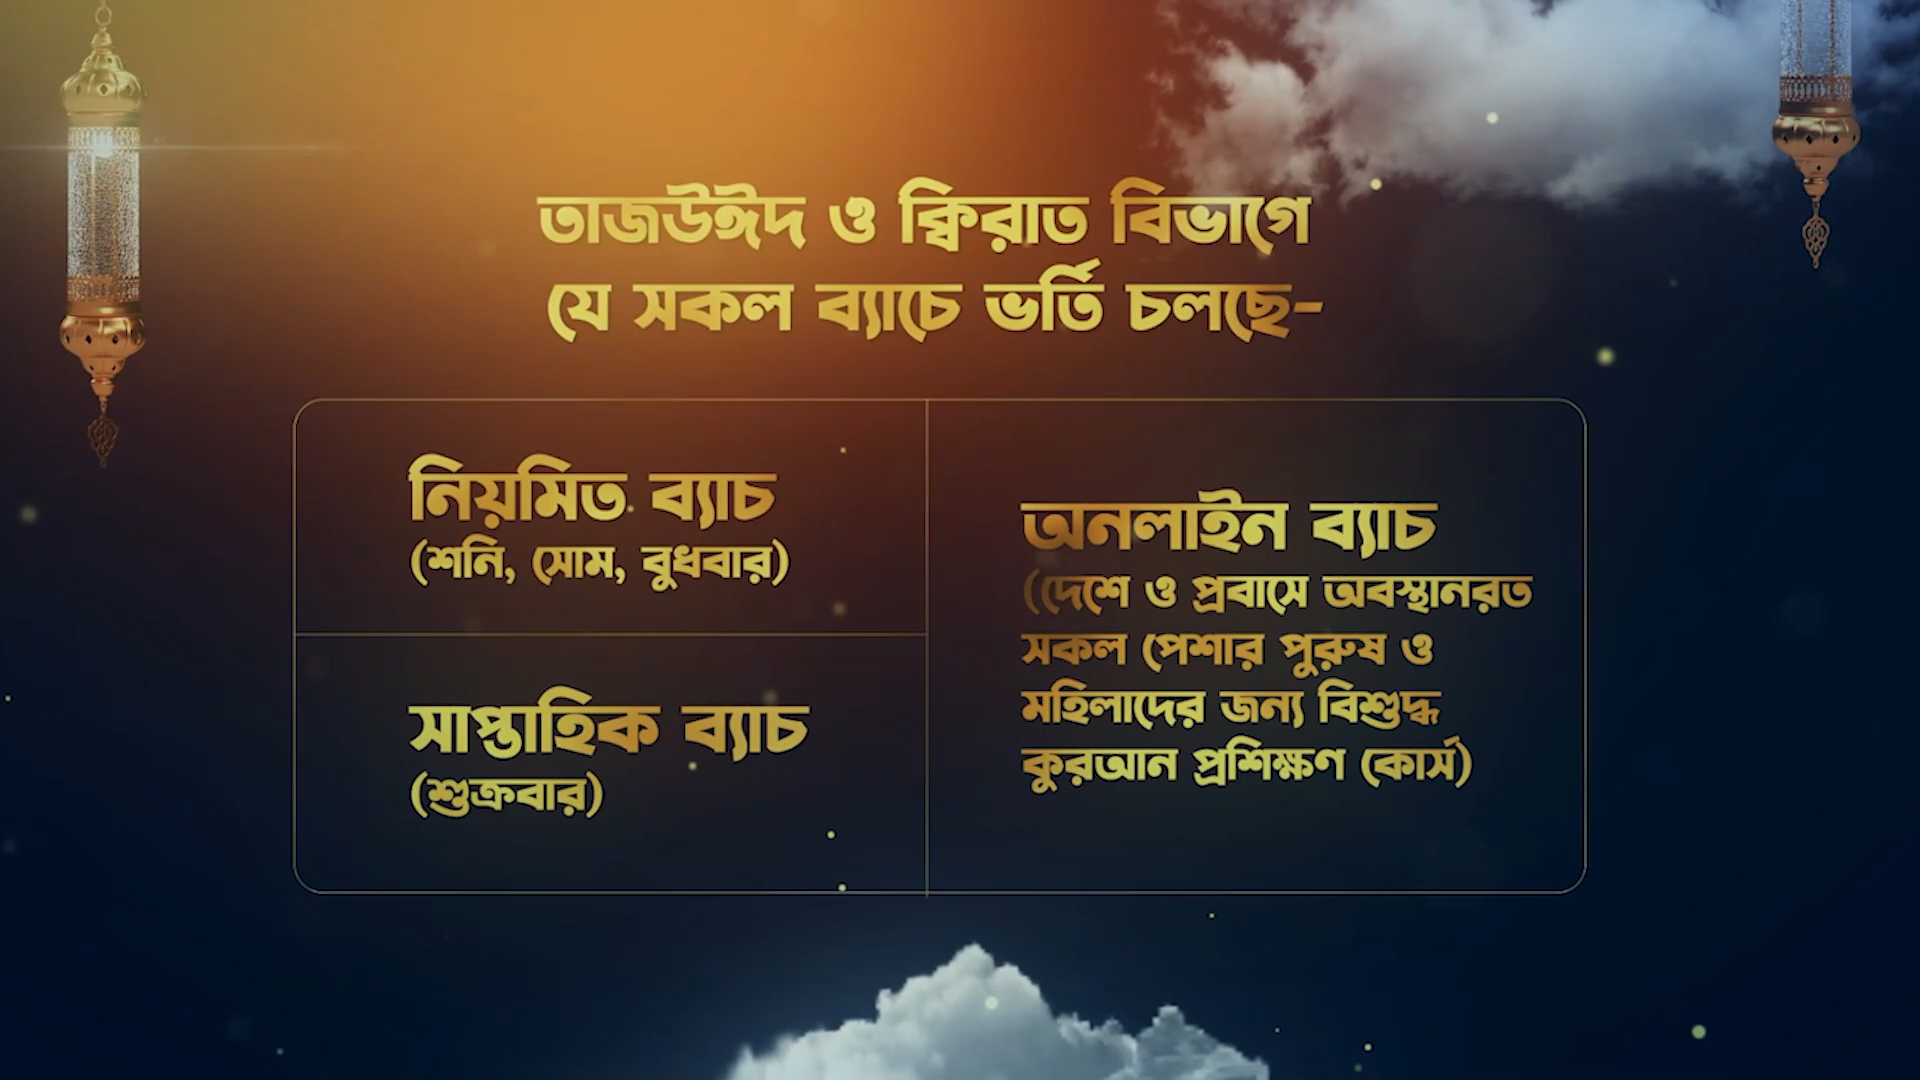 তাজউঈদ ও ক্বিরাত বিভাগে
যে সকল ব্যাচে ভর্তি চলছে-
নিয়মিত ব্যাচ
(শনি, সোম, বুধবার)
সাপ্তাহিক ব্যাচ
(শুক্রবার)
অনলাইন ব্যাচ
(দেশে ও প্রবাসে অবস্থানরত
সকল পেশার পুরুষ ও
মহিলাদের জন্য বিশুদ্ধ
কুরআন প্রশিক্ষণ কোর্স)